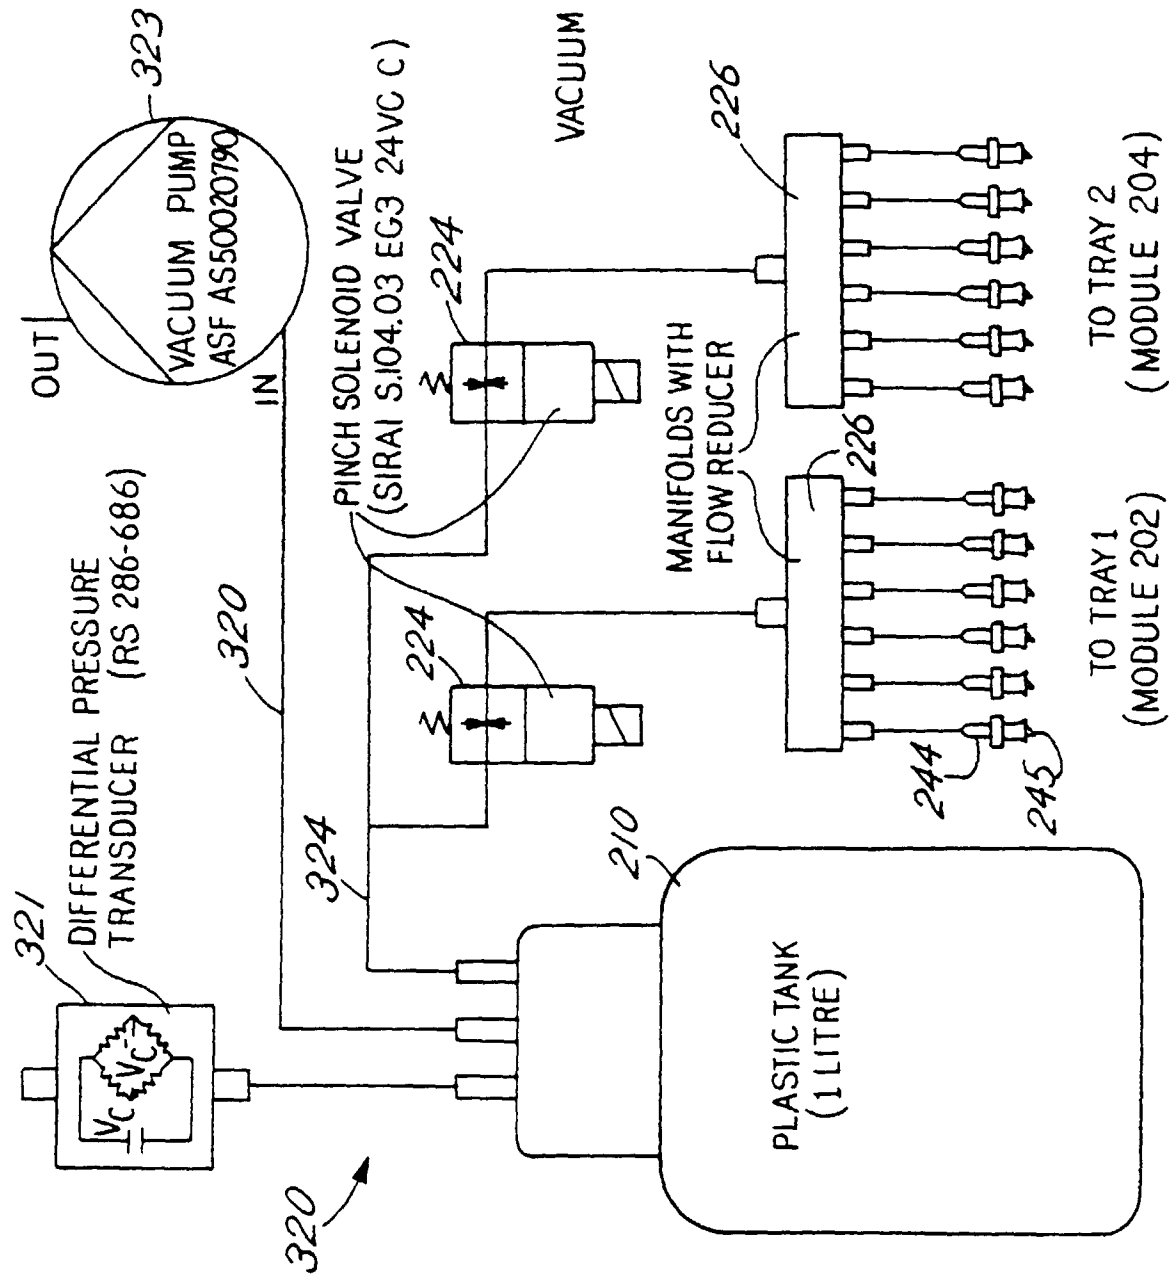 321
DIFFERENTIAL PRESSURE
TRANSDUCER (RS 286-686)
VC
VC
320
320
OUT
VACUUM PUMP
ASF AS50020790
IN
323
324
PINCH SOLENOID VALVE
(SIRAI S.104.03 EG3 24VC C)
224
224
VACUUM
210
PLASTIC TANK
(1 LITRE)
MANIFOLDS WITH
FLOW REDUCER
226
226
244
245
TO TRAY 1
(MODULE 202)
TO TRAY 2
(MODULE 204)